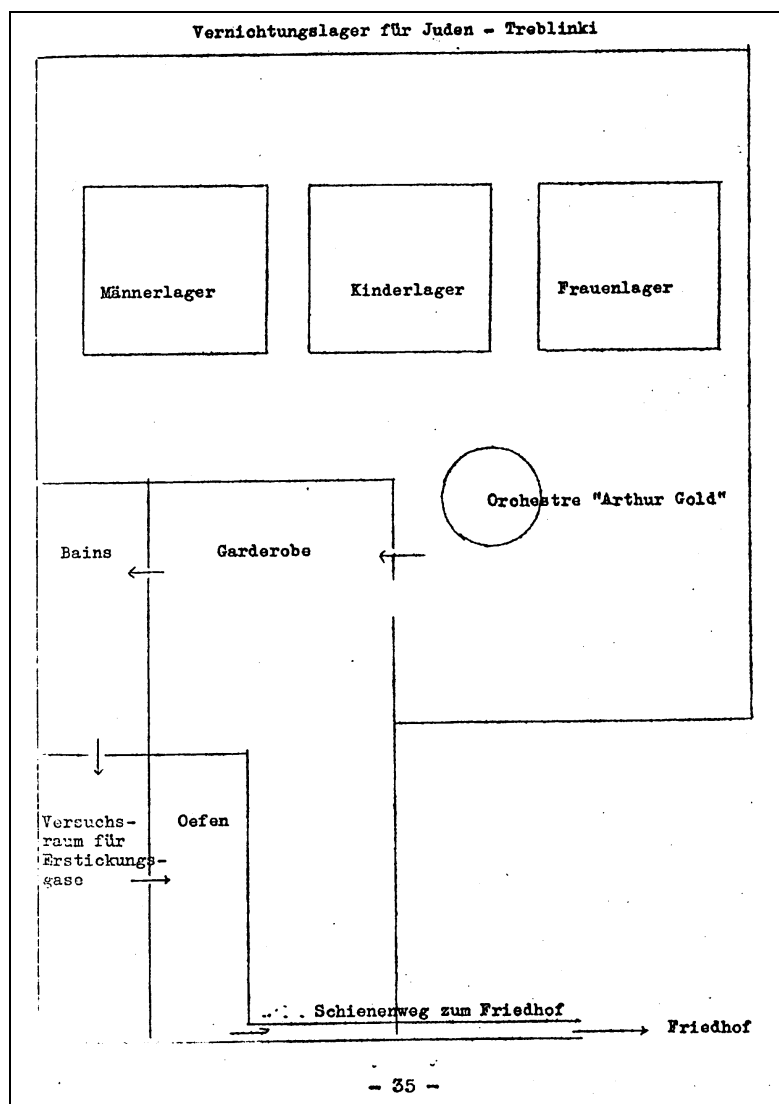 Vernichtungslager für Juden - Treblinki
Männerlager
Kinderlager
Frauenlager
Orchestre "Arthur Gold"
Bains
Garderobe
Versuchs-
raum für
Erstickungs-
gase
Oefen
Schienenweg zum Friedhof
Friedhof
- 35 -